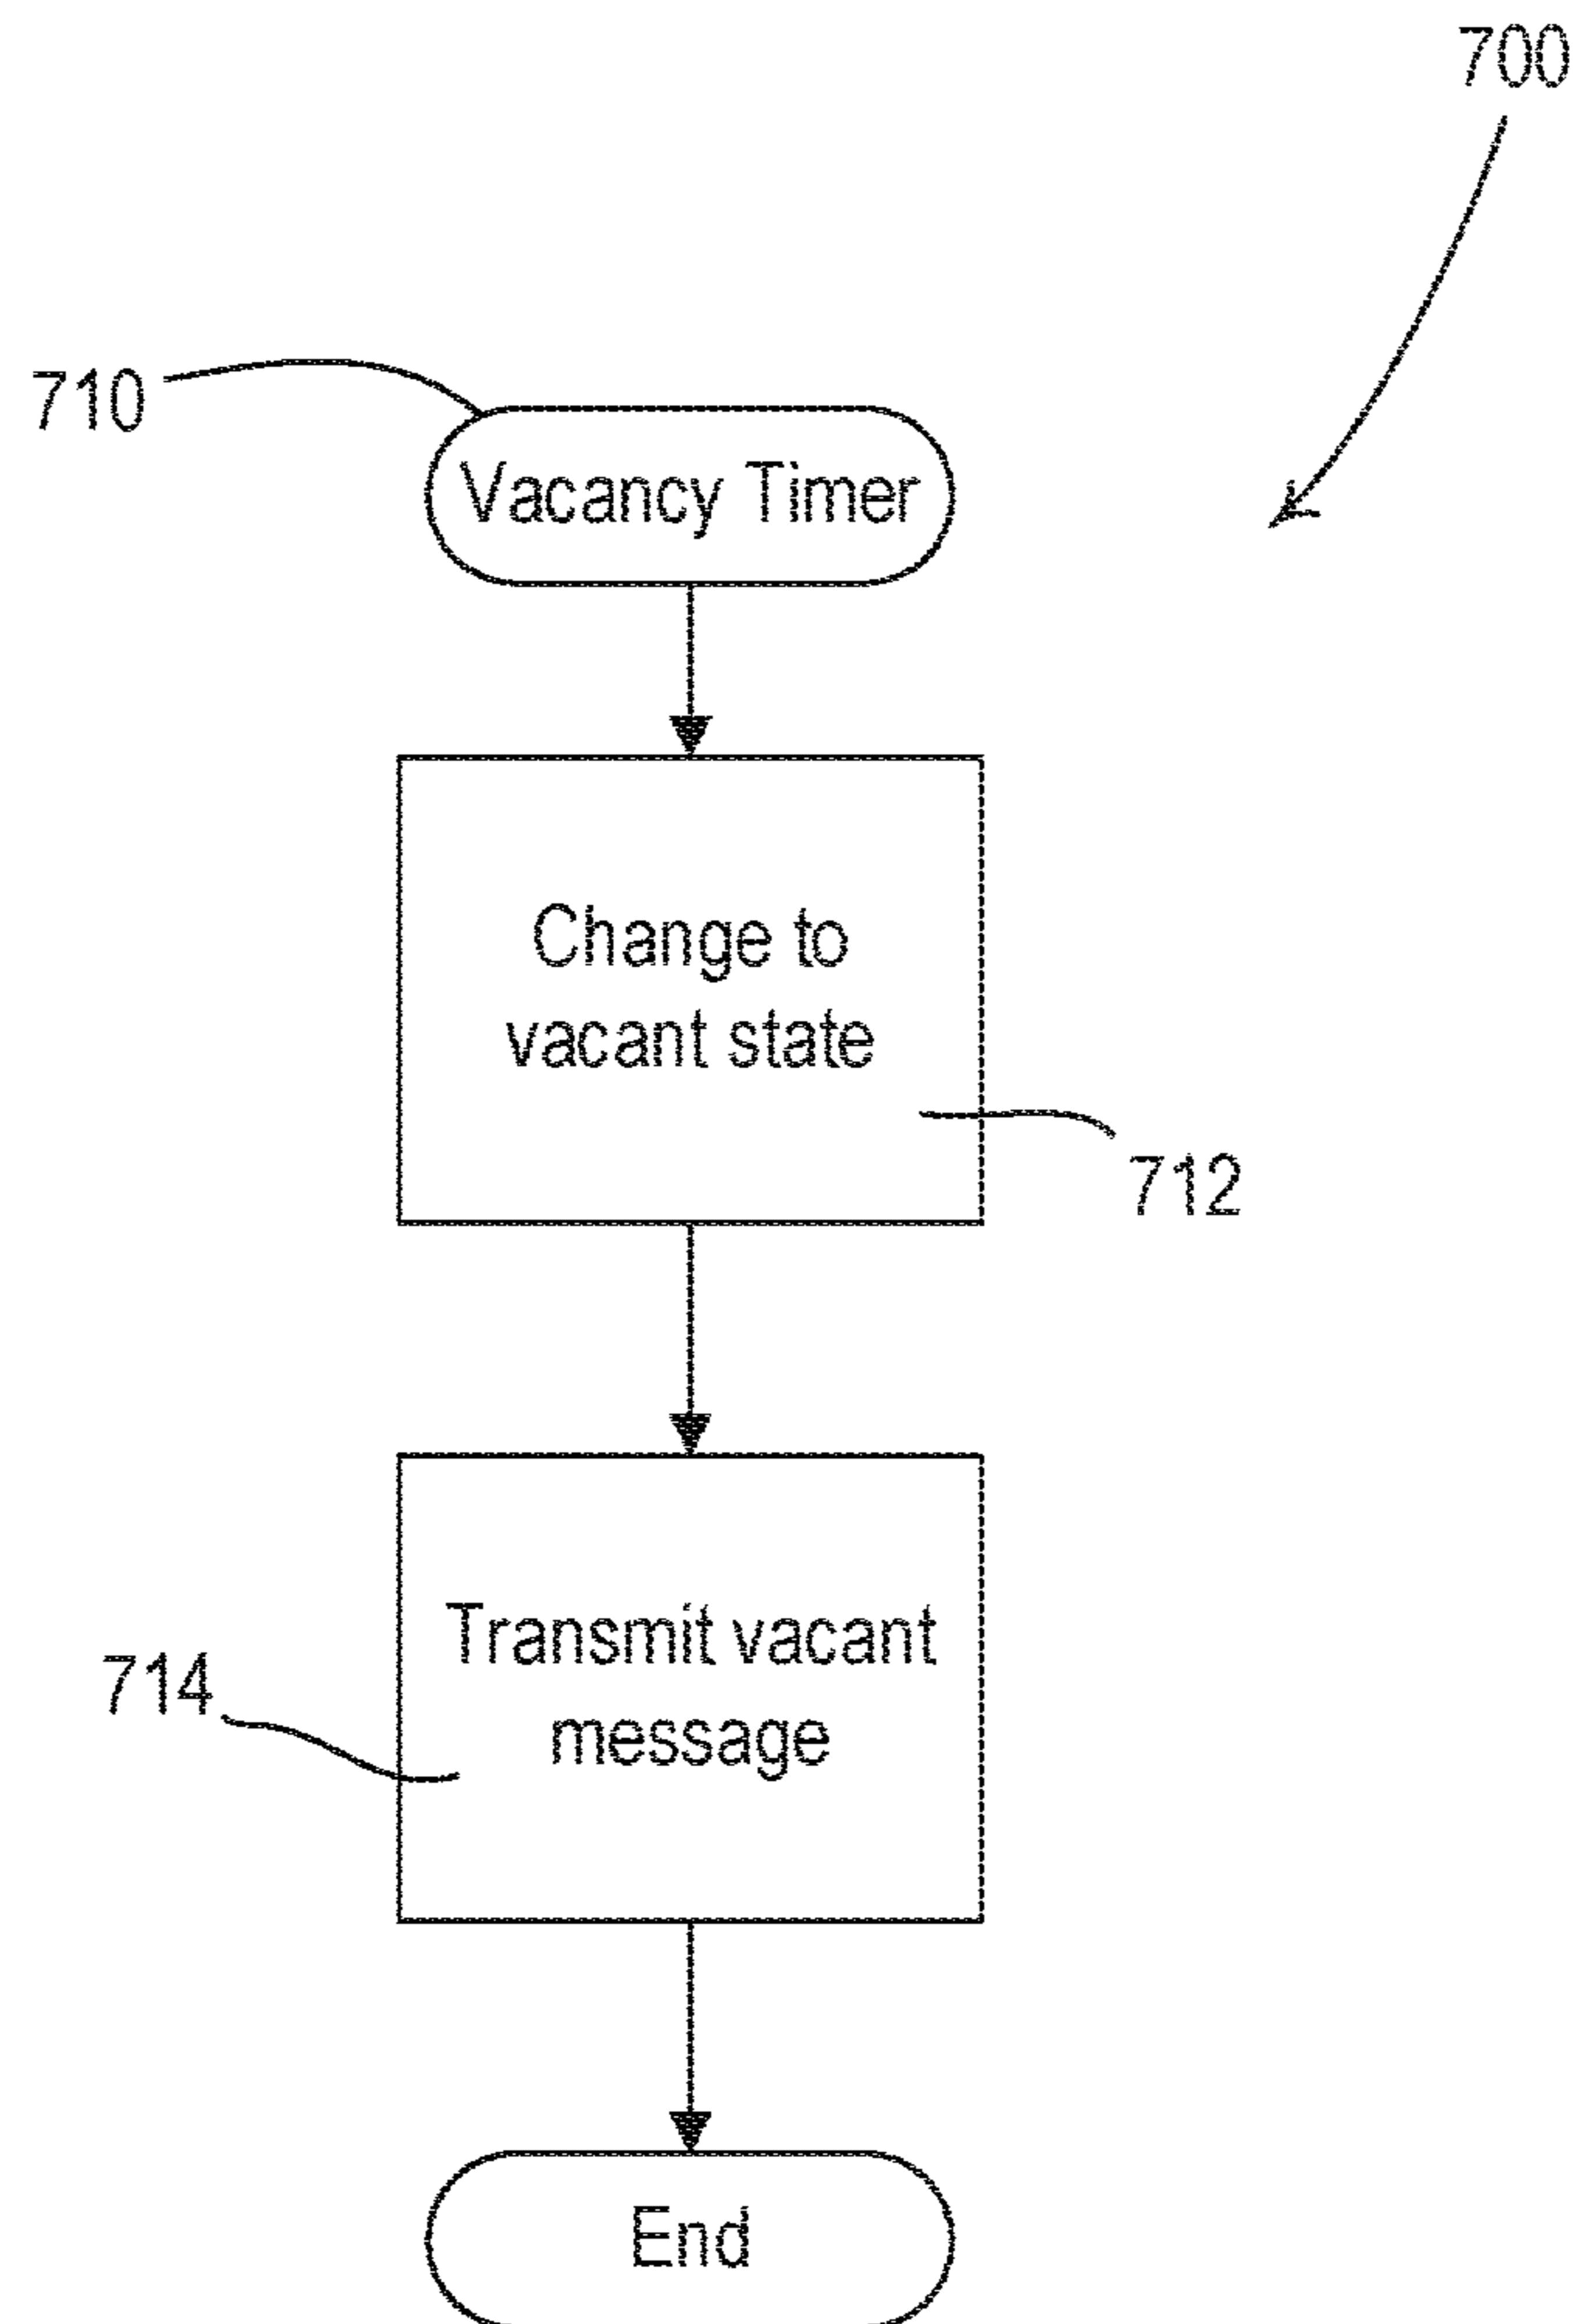 700
710
Vacancy Timer
Change to
vacant state
712
Transmit vacant
714
message
End